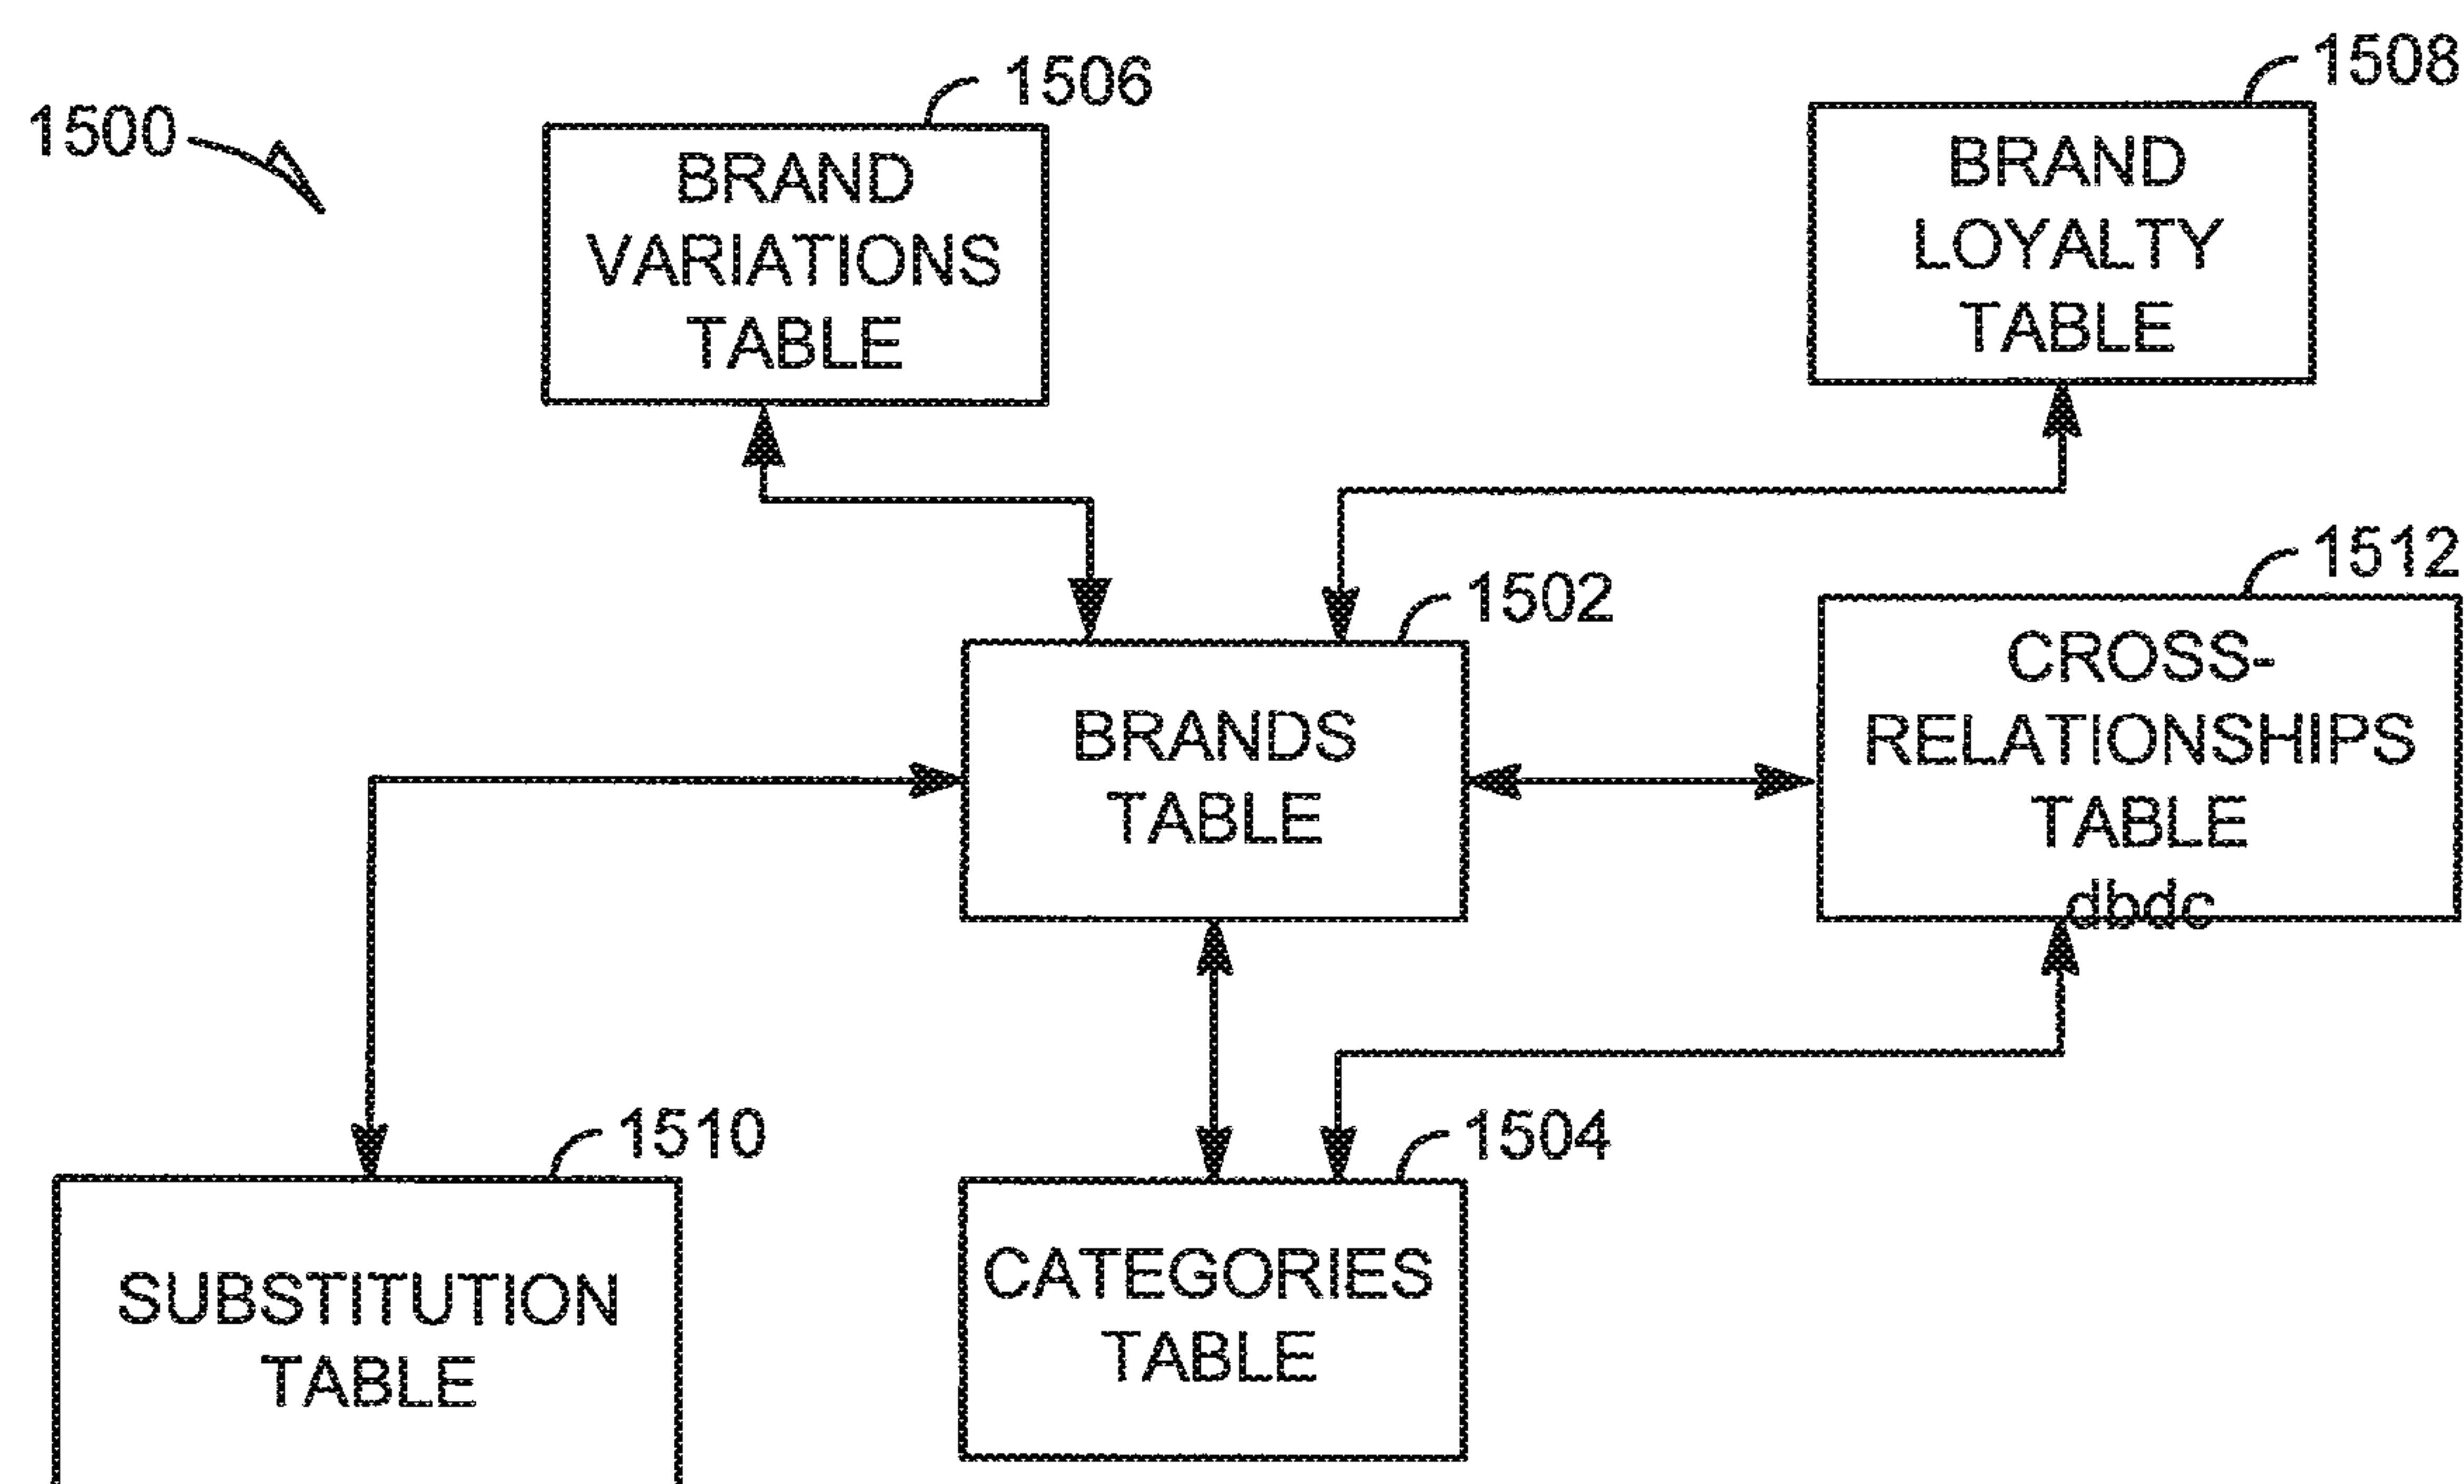 1500
1506
BRAND
VARIATIONS
TABLE
1508
BRAND
LOYALTY
TABLE
1502
BRANDS
TABLE
1512
CROSS-
RELATIONSHIPS
TABLE
dbdc
1510
SUBSTITUTION
TABLE
1504
CATEGORIES
TABLE